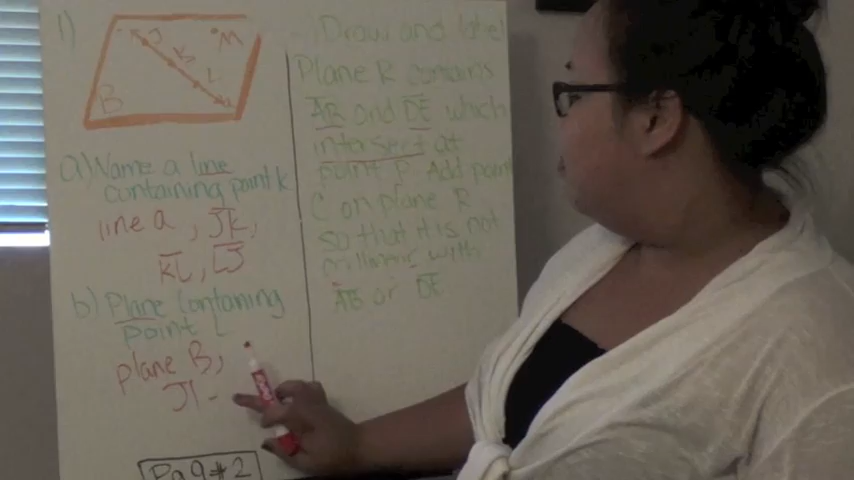 1)
J
K
L
M
B
a) Name a line
containing point K
line a, JK,
KL, LJ
b) Plane Containing
point L
plane B,
Pg 9 #2
Draw and label
Plane R contains
AB and DE which
intersect at
point P. Add point
C on plane R
so that it is not
with
AB or DE